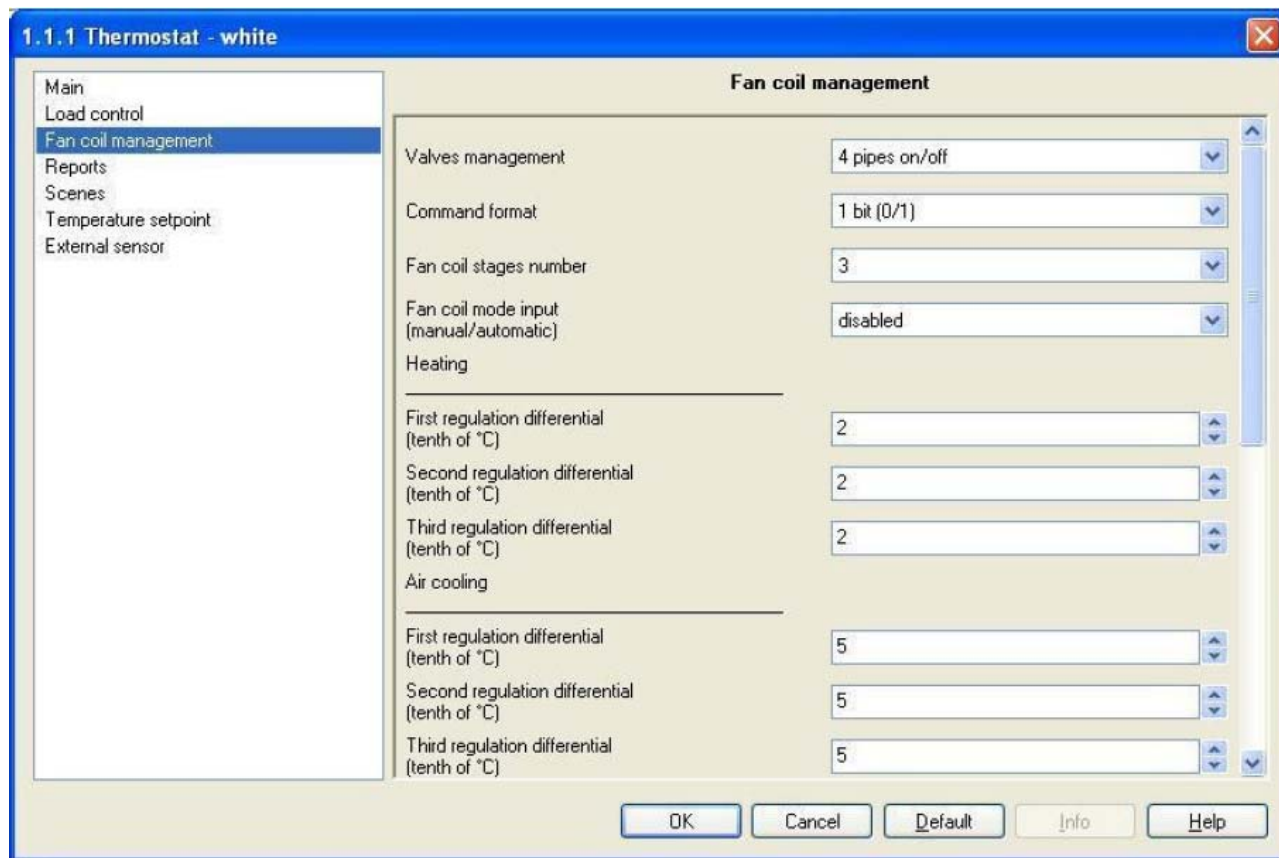 1.1.1 Thermostat - white
Main
Load control
Fan coil management
Reports
Scenes
Temperature setpoint
External sensor
Fan coil management
Valves management
4 pipes on/off
Command format
1 bit (0/1)
Fan coil stages number
3
Fan coil mode input
(manual/automatic)
disabled
Heating
First regulation differential
(tenth of °C)
2
Second regulation differential
(tenth of °C)
2
Third regulation differential
(tenth of °C)
2
Air cooling
First regulation differential
(tenth of °C)
5
Second regulation differential
(tenth of °C)
5
Third regulation differential
(tenth of °C)
5
OK
Cancel
Default
Info
Help